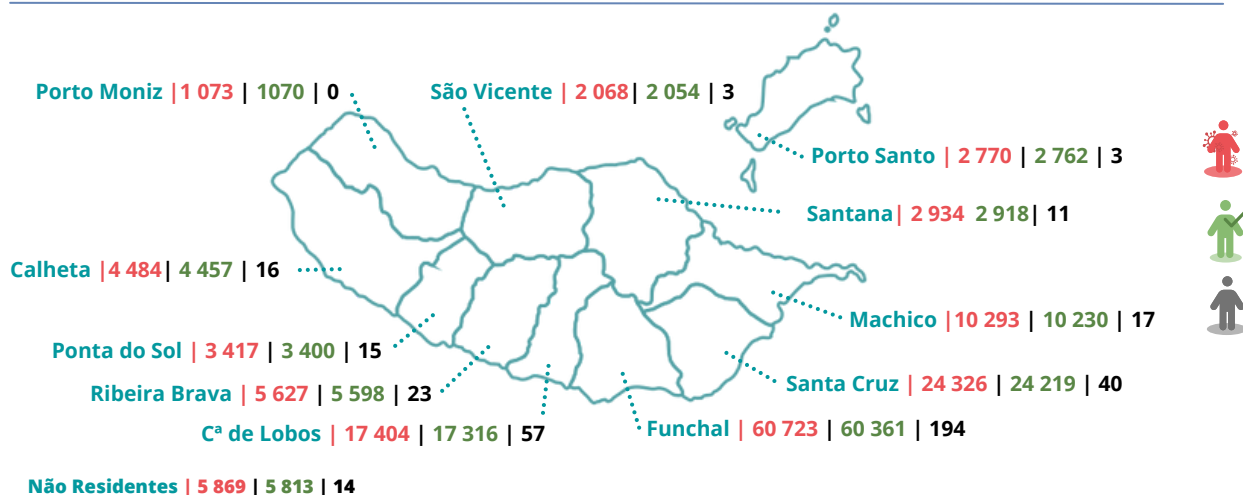 Porto Moniz |1 073 | 1070 | 0
São Vicente | 2 068| 2 054 | 3
Porto Santo | 2 770 | 2 762 | 3
Santana| 2 934 2 918| 11
Calheta |4 484| 4 457 | 16
Machico |10 293 | 10 230 | 17
Ponta do Sol | 3 417 | 3 400 | 15
Santa Cruz | 24 326 | 24 219 | 40
Ribeira Brava | 5 627 | 5 598 | 23
Cª de Lobos | 17 404 | 17 316 | 57
Funchal | 60 723 | 60 361 | 194
Não Residentes | 5 869 | 5 813 | 14